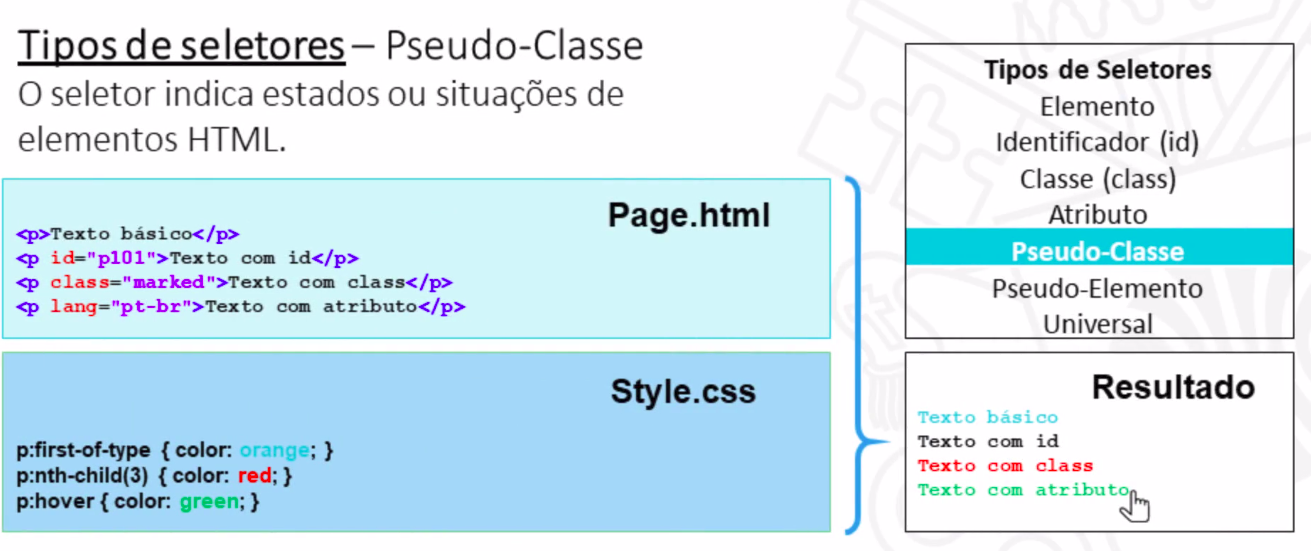 Tipos de seletores – Pseudo-Classe
O seletor indica estados ou situações de
elementos HTML.
Page.html
<p>Texto básico</p>
<p id="p101">Texto com id</p>
<p class="marked">Texto com class</p>
<p lang="pt-br">Texto com atributo</p>
Style.css
p:first-of-type { color: orange; }
p:nth-child(3) { color: red; }
p:hover { color: green; }
Tipos de Seletores
Elemento
Identificador (id)
Classe (class)
Atributo
Pseudo-Classe
Pseudo-Elemento
Universal
Resultado
Texto básico
Texto com id
Texto com class
Texto com atributo